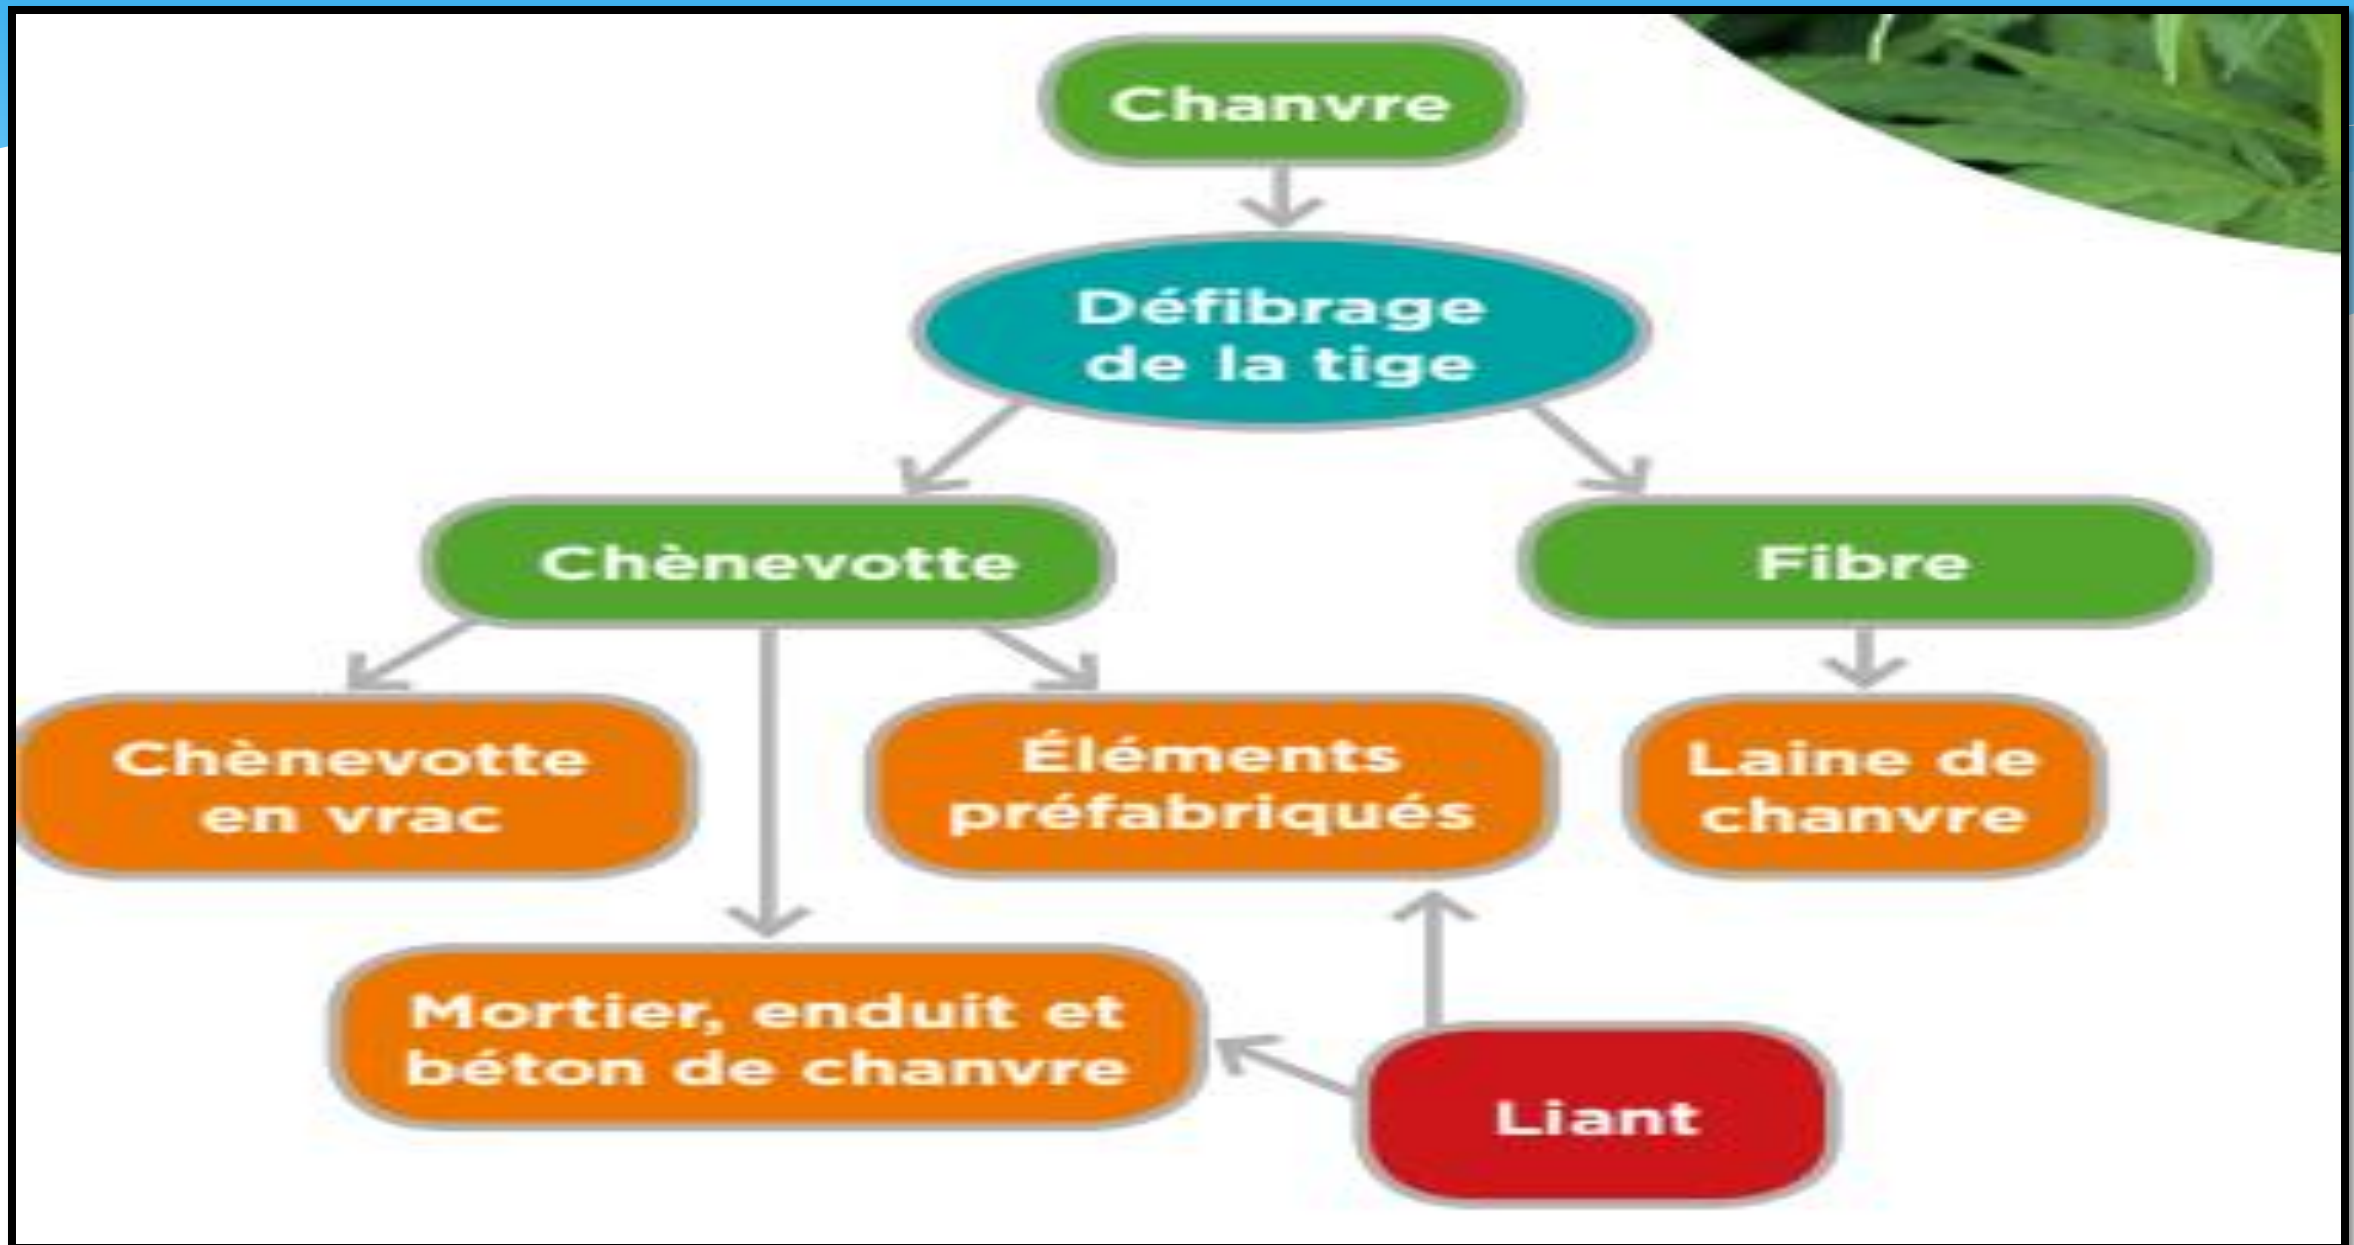 Chanvre
Défibrage
de la tige
Chènevotte
Fibre
Chènevotte
en vrac
Éléments
préfabriqués
Laine de
chanvre
Mortier, enduit et
béton de chanvre
Liant